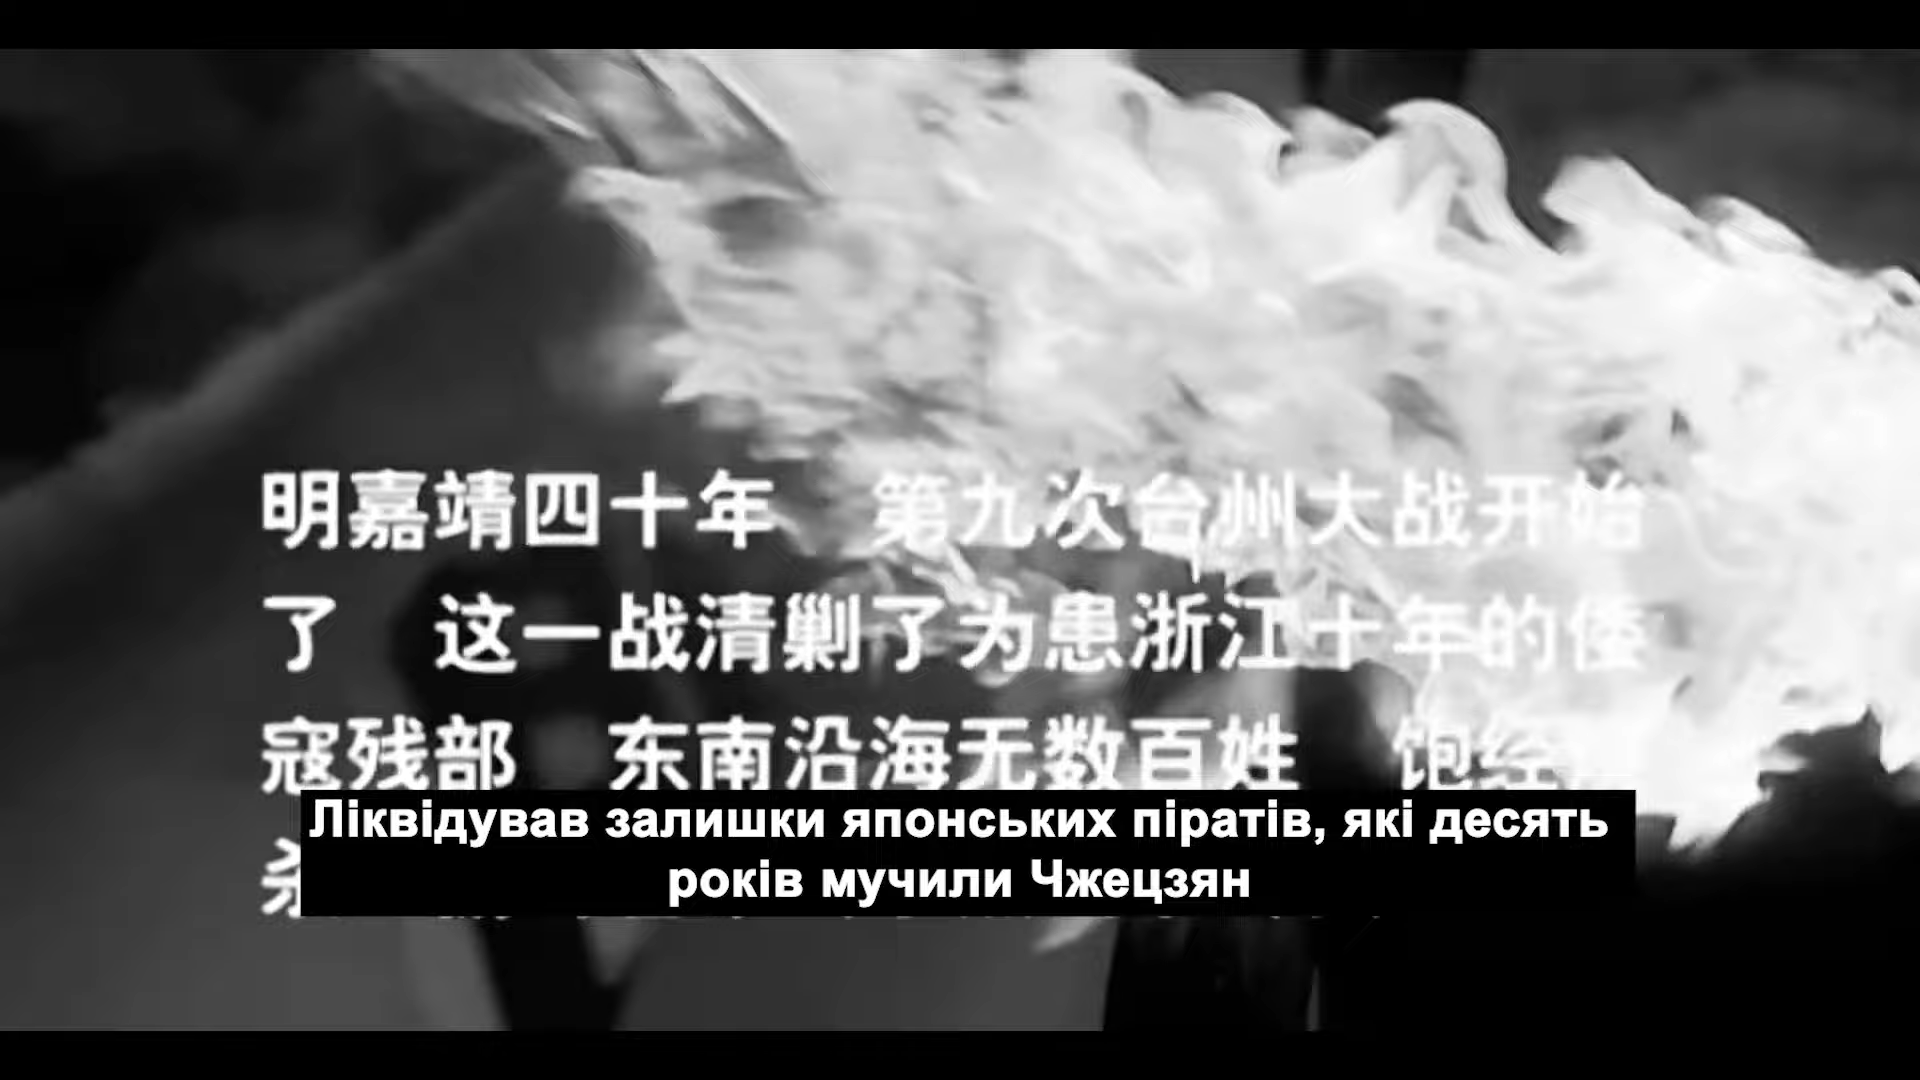 明嘉靖四十年　第九次台州大战开始
了　这一战清剿了为患浙江十年的倭
寇残部　东南沿海无数百姓　饱经
Ліквідував залишки японських піратів, які десять
років мучили Чжецзян